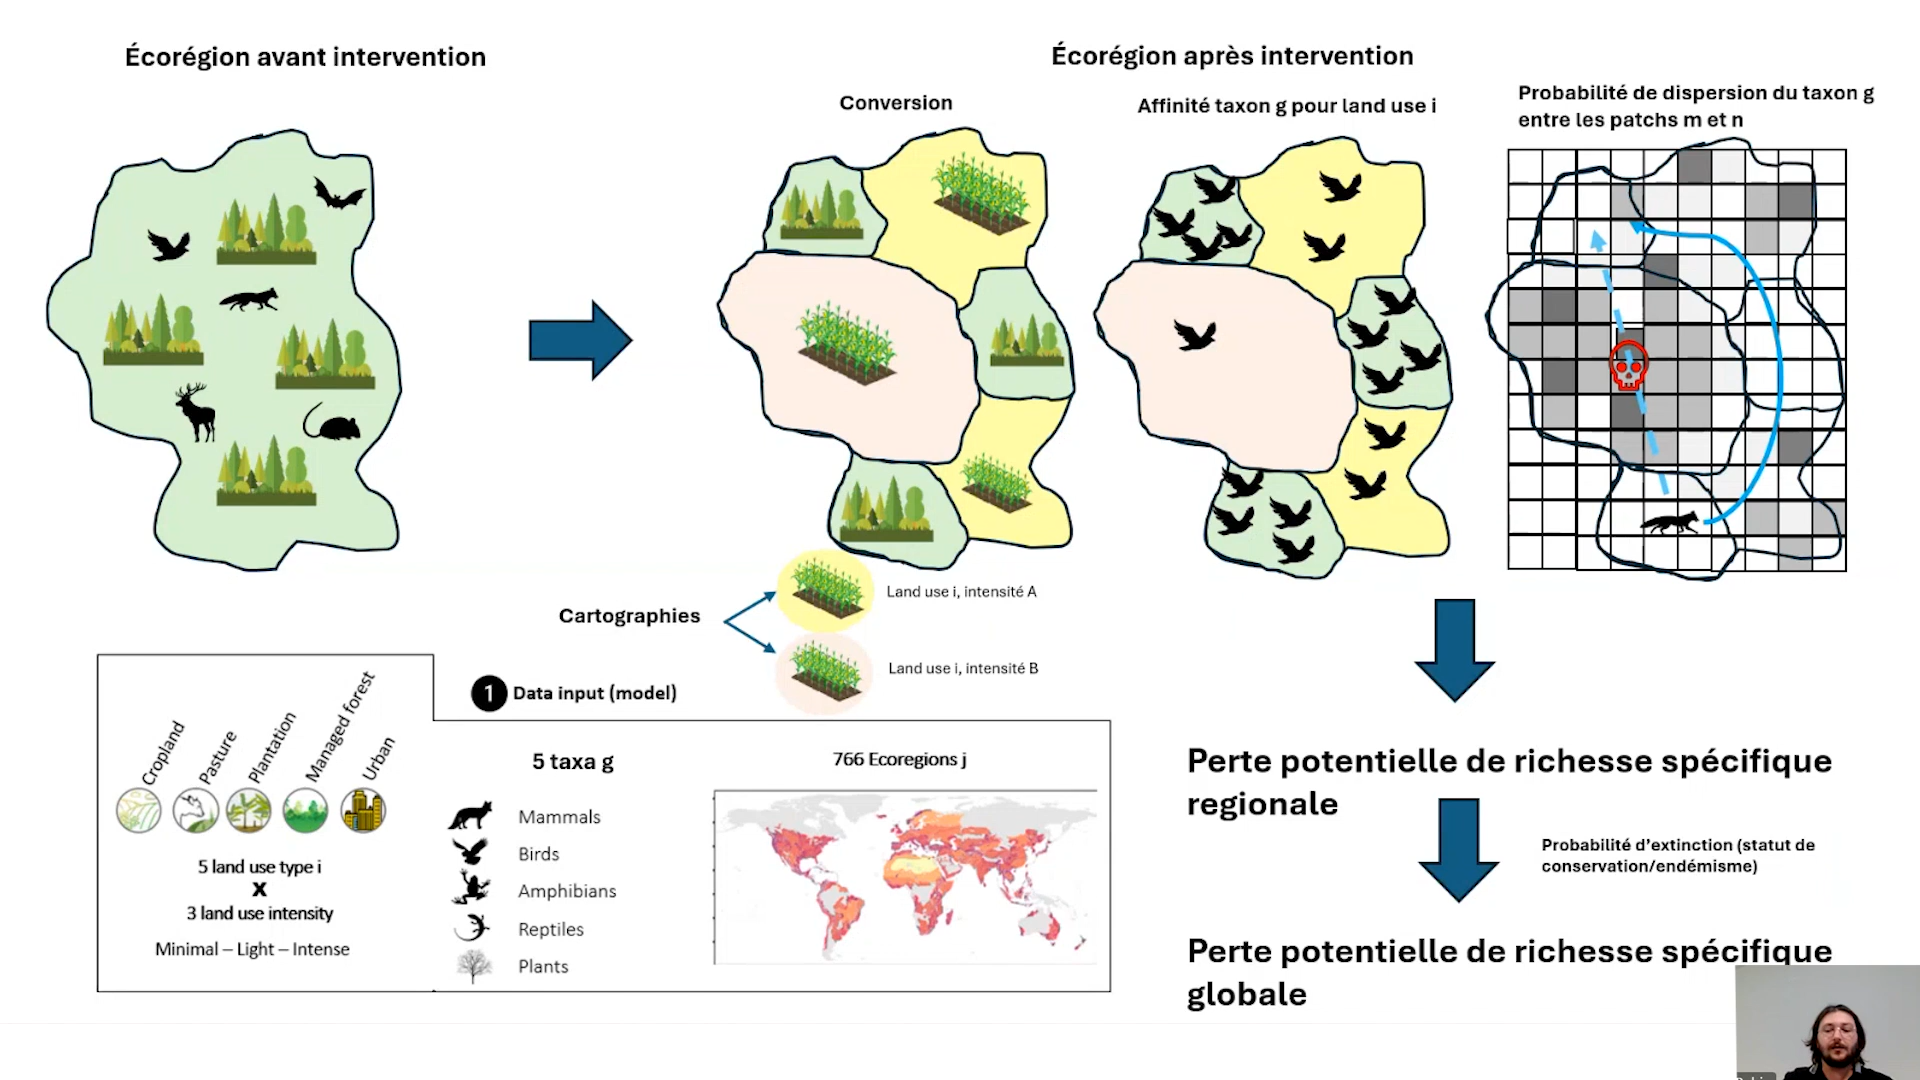 Écorégion avant intervention
Écorégion après intervention
Conversion
Affinité taxon g pour land use i
Probabilité de dispersion du taxon g
entre les patchs m et n
Cartographies
Land use i, intensité A
Land use i, intensité B
1 Data input (model)
Cropland
Pasture
Plantation
Managed forest
Urban
5 land use type i
X
3 land use intensity
Minimal – Light – Intense
5 taxa g
Mammals
Birds
Amphibians
Reptiles
Plants
766 Ecoregions j
Perte potentielle de richesse spécifique
regionale
Probabilité d'extinction (statut de
conservation/endémisme)
Perte potentielle de richesse spécifique
globale